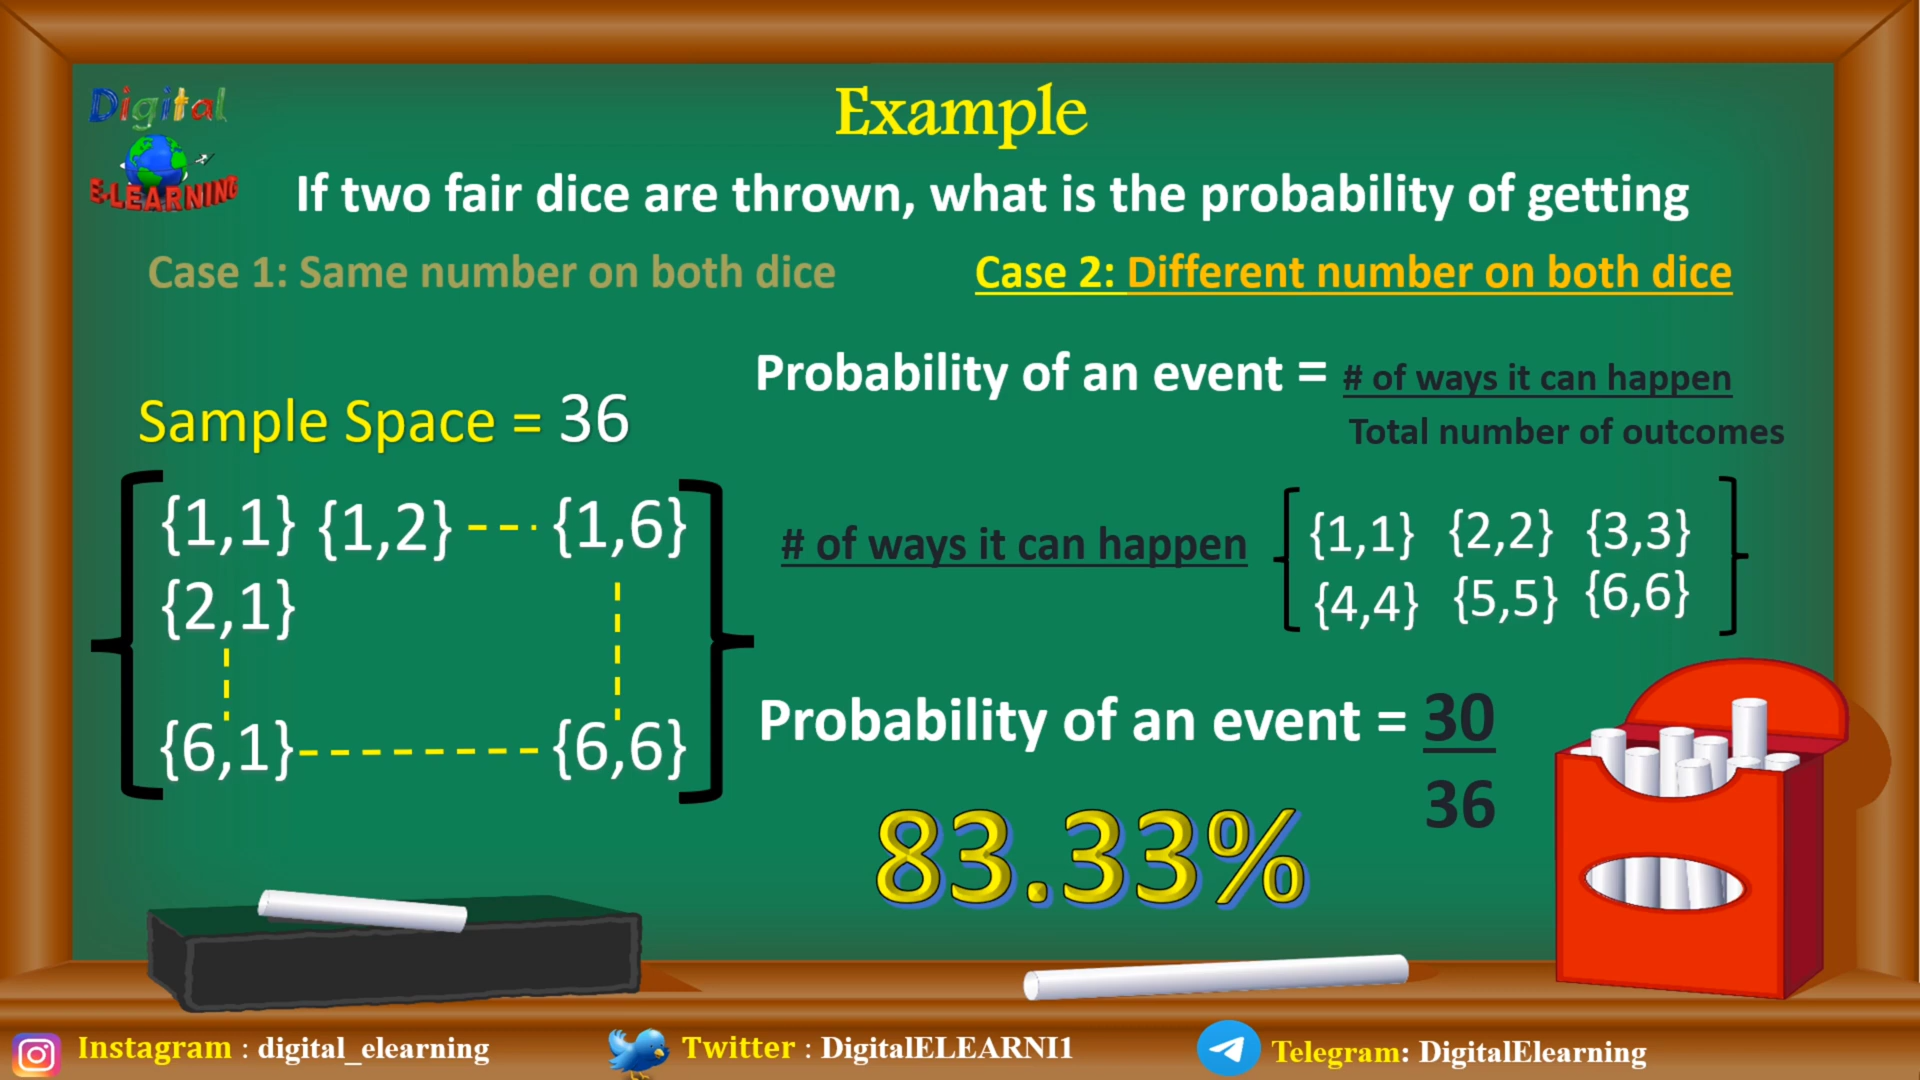 Digital
E-LEARNING
Example
If two fair dice are thrown, what is the probability of getting
Case 1: Same number on both dice
Case 2: Different number on both dice
Probability of an event = # of ways it can happen
Total number of outcomes
Sample Space = 36
{1,1} {1,2} --- {1,6}
{2,1}
{6,1} -------- {6,6}
# of ways it can happen
{1,1} {2,2} {3,3}
{4,4} {5,5} {6,6}
Probability of an event = 30
36
83.33%
Instagram : digital_elearning
Twitter : DigitalELEARNI1
Telegram: DigitalElearning